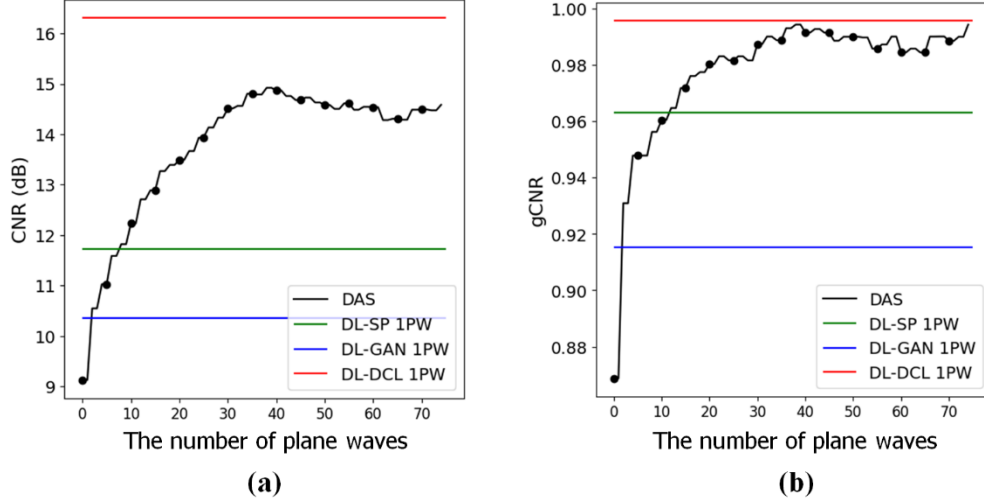 16
15
14
13
12
11
10
9
CNR (dB)
DAS
DL-SP 1PW
DL-GAN 1PW
DL-DCL 1PW
0 10 20 30 40 50 60 70
The number of plane waves
(a)
1.00
0.98
0.96
0.94
0.92
0.90
0.88
gCNR
DAS
DL-SP 1PW
DL-GAN 1PW
DL-DCL 1PW
0 10 20 30 40 50 60 70
The number of plane waves
(b)